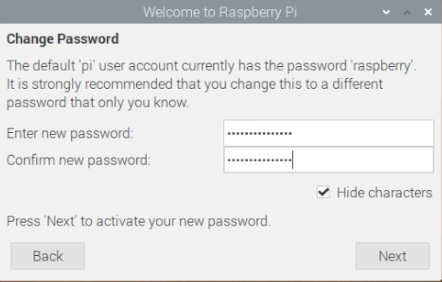 Welcome to Raspberry Pi
Change Password
The default 'pi' user account currently has the password 'raspberry'.
It is strongly recommended that you change this to a different
password that only you know.
Enter new password: •••••••••••••••
Confirm new password: •••••••••••••••
Hide characters
Press 'Next' to activate your new password.
Back Next